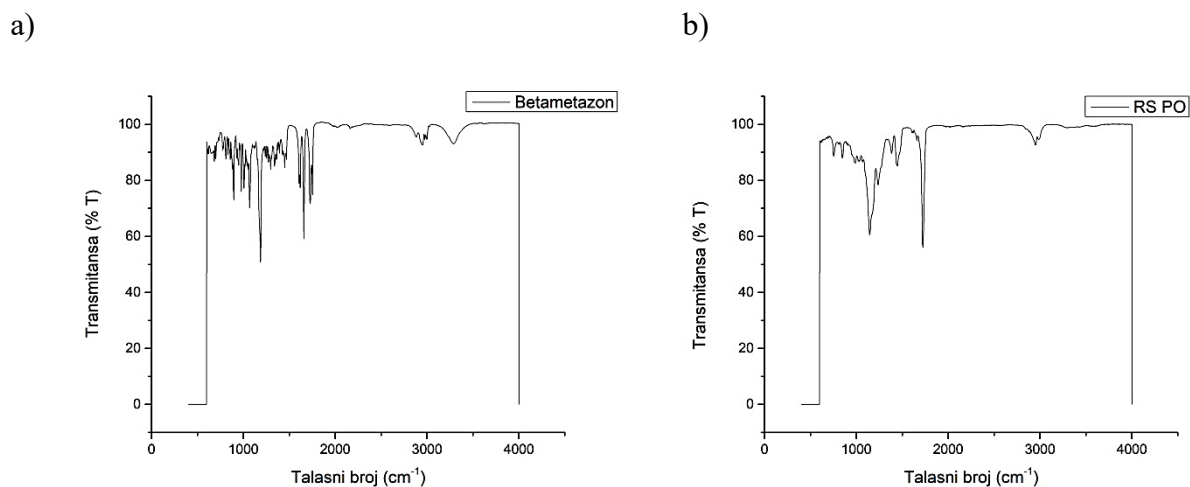 a)
b)
Betametazon
100
80
60
40
20
0
Transmitansa (% T)
0 1000 2000 3000 4000
Talasni broj (cm⁻¹)
RS PO
100
80
60
40
20
0
Transmitansa (% T)
0 1000 2000 3000 4000
Talasni broj (cm⁻¹)